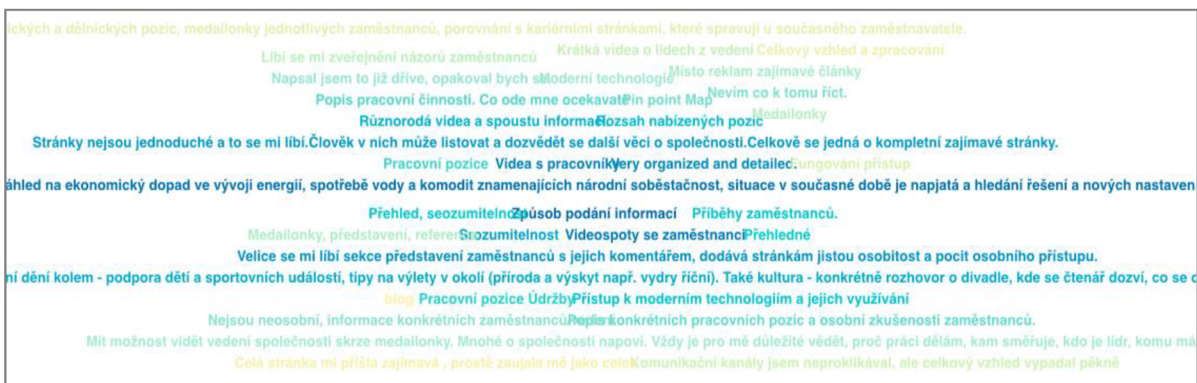 ických a dělnických pozic, medailonky jednotlivých zaměstnanců, porovnání s kariérními stránkami, které spravuji u současného zaměstnavatele.
Krátká videa o lidech z vedení Celkový vzhled a zpracování
Líbí se mi zveřejnění názorů zaměstnanců
Místo reklam zajímavé články
Napsal jsem to již dříve, opakoval bych se Moderní technologie
Nevím co k tomu říct.
Popis pracovní činnosti. Co ode mne ocekavate Pin point Map
Medailonky
Různorodá videa a spoustu informací Rozsah nabízených pozic
Stránky nejsou jednoduché a to se mi líbí.Člověk v nich může listovat a dozvědět se další věci o společnosti.Celkově se jedná o kompletní zajímavé stránky.
Pracovní pozice Videa s pracovníky Very organized and detailed. Fungování přístup
áhled na ekonomický dopad ve vývoji energií, spotřebě vody a komodit znamenajících národní soběstačnost, situace v současné době je napjatá a hledání řešení a nových nastaven
Přehled, seozumitelnost Způsob podání informací Příběhy zaměstnanců.
Medailonky, představení, reference Srozumitelnost Videospoty se zaměstnanci Přehledné
Velice se mi líbí sekce představení zaměstnanců s jejich komentářem, dodává stránkám jistou osobitost a pocit osobního přístupu.
ní dění kolem - podpora dětí a sportovních událostí, tipy na výlety v okolí (příroda a výskyt např. vydry říční). Také kultura - konkrétně rozhovor o divadle, kde se čtenář dozví, co se d
blog Pracovní pozice Údržby Přístup k moderním technologiím a jejich využívání
Nejsou neosobní, informace konkrétních zaměstnanců, Popis konkrétních pracovních pozic a osobní zkušenosti zaměstnanců.
Mít možnost vidět vedení společnosti skrze medailonky. Mnohé o společnosti napoví. Vždy je pro mě důležité vědět, proč práci dělám, kam směřuje, kdo je lídr, komu má
Celá stránka mi přišla zajímavá , prostě zaujala mě jako celek Komunikační kanály jsem neproklikával, ale celkový vzhled vypadal pěkně